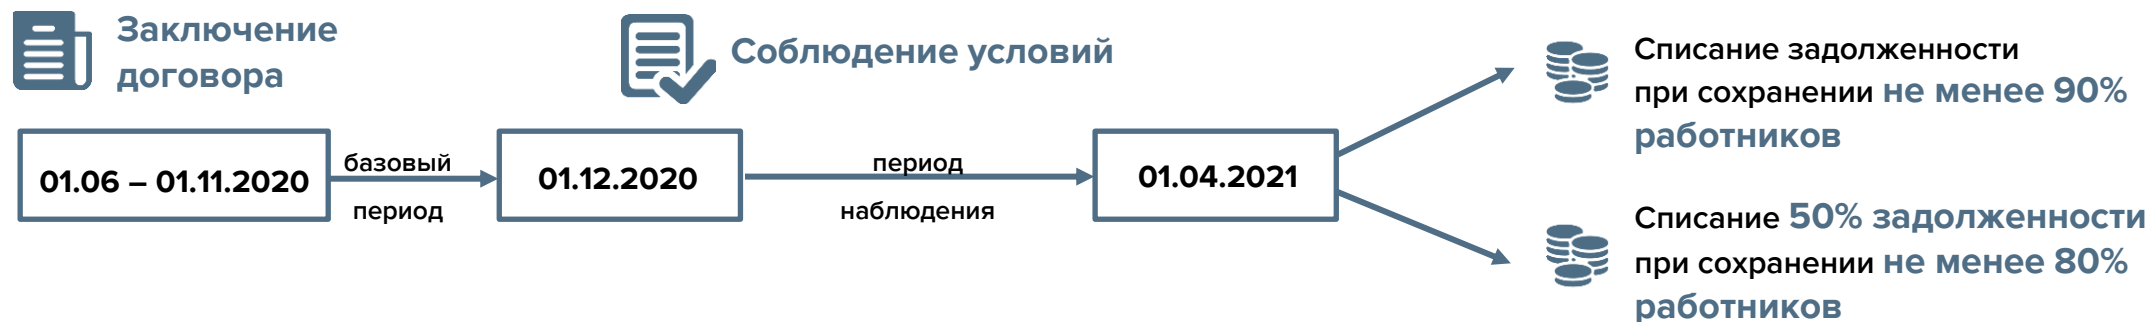 Заключение
договора
Соблюдение условий
01.06 – 01.11.2020
базовый
период
01.12.2020
период
наблюдения
01.04.2021
Списание задолженности
при сохранении не менее 90%
работников
Списание 50% задолженности
при сохранении не менее 80%
работников